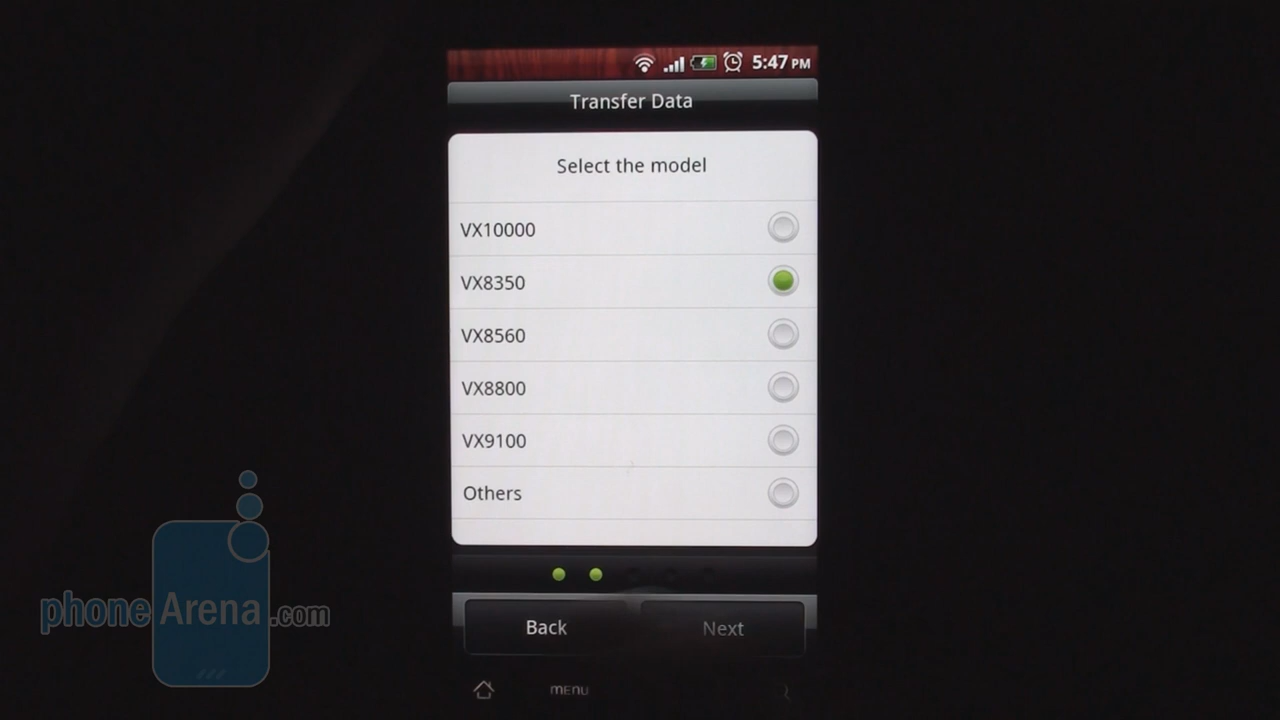 5:47 PM
Transfer Data
Select the model
VX10000
VX8350
VX8560
VX8800
VX9100
Others
Back
Next
MENU
phoneArena.com